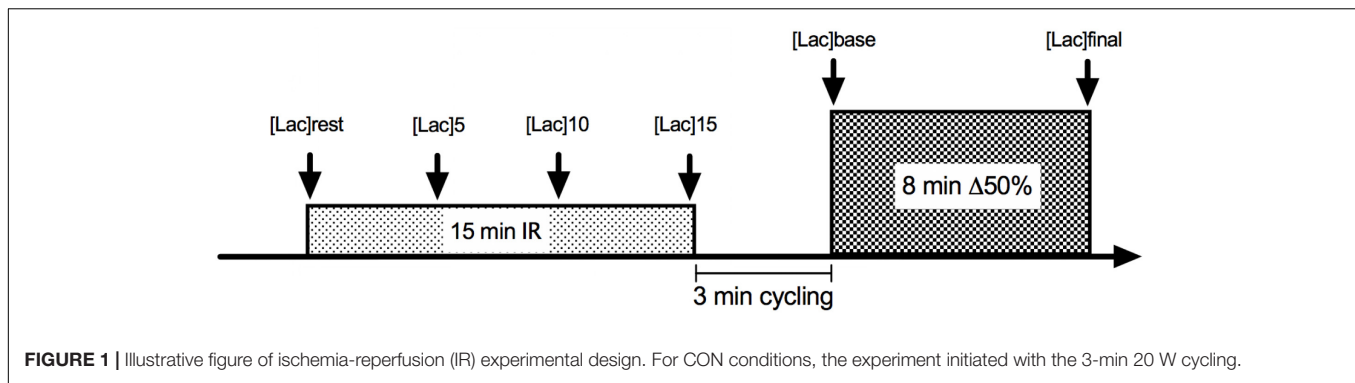 [Lac]base [Lac]final
[Lac]rest [Lac]5 [Lac]10 [Lac]15
15 min IR
8 min Δ50%
3 min cycling
FIGURE 1 | Illustrative figure of ischemia-reperfusion (IR) experimental design. For CON conditions, the experiment initiated with the 3-min 20 W cycling.